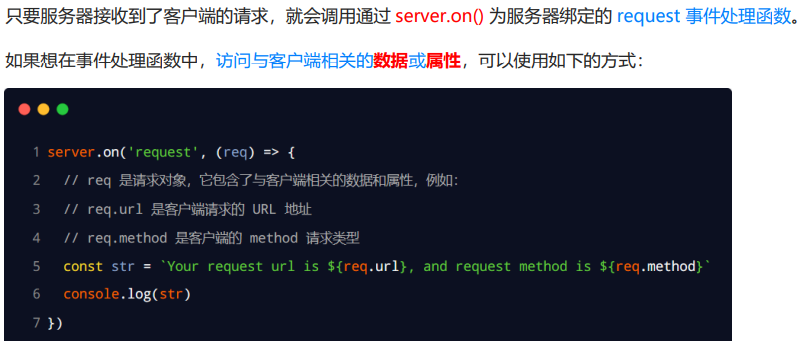 只要服务器接收到了客户端的请求，就会调用通过 server.on() 为服务器绑定的 request 事件处理函数。
如果想在事件处理函数中，访问与客户端相关的数据或属性，可以使用如下的方式：
1 server.on('request', (req) => {
2   // req 是请求对象，它包含了与客户端相关的数据和属性，例如：
3   // req.url 是客户端请求的 URL 地址
4   // req.method 是客户端的 method 请求类型
5   const str = `Your request url is ${req.url}, and request method is ${req.method}`
6   console.log(str)
7 })